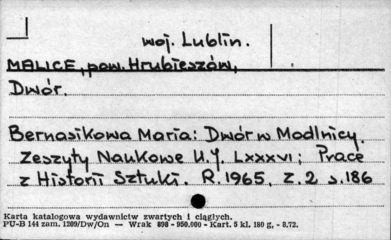 woj. Lublin.
MALICE, pow. Hrubieszów,
Dwór.
Bernasikowa Maria: Dwór w Modlnicy.
Zeszyty Naukowe U.J. LXXXVI; Prace
z Historii Sztuki. R. 1965, z. 2 s. 186
Karta katalogowa wydawnictw zwartych i ciągłych.
PU-B 144 zam. 1209/Dw/On — Wrak 898 - 950.000 - Kart. 5 kl. 180 g, - 8.72.